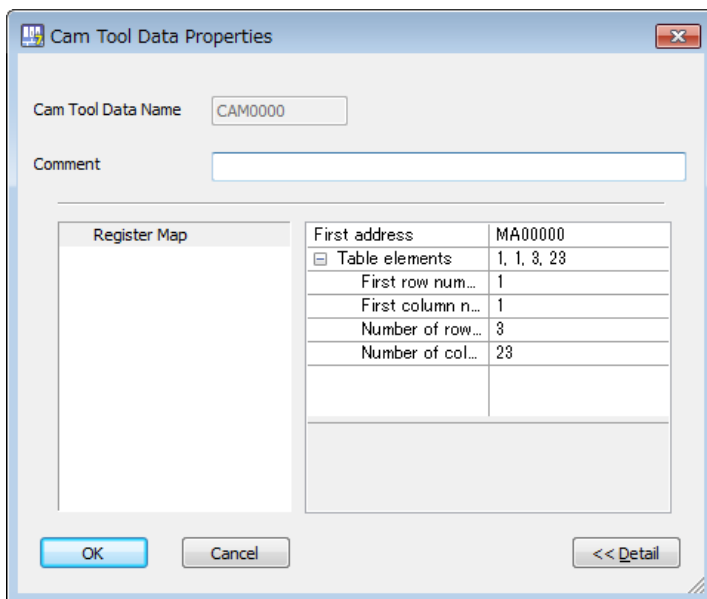 Cam Tool Data Properties
Cam Tool Data Name CAM0000
Comment
Register Map
First address MA00000
Table elements 1, 1, 3, 23
First row num... 1
First column n... 1
Number of row... 3
Number of col... 23
OK Cancel << Detail